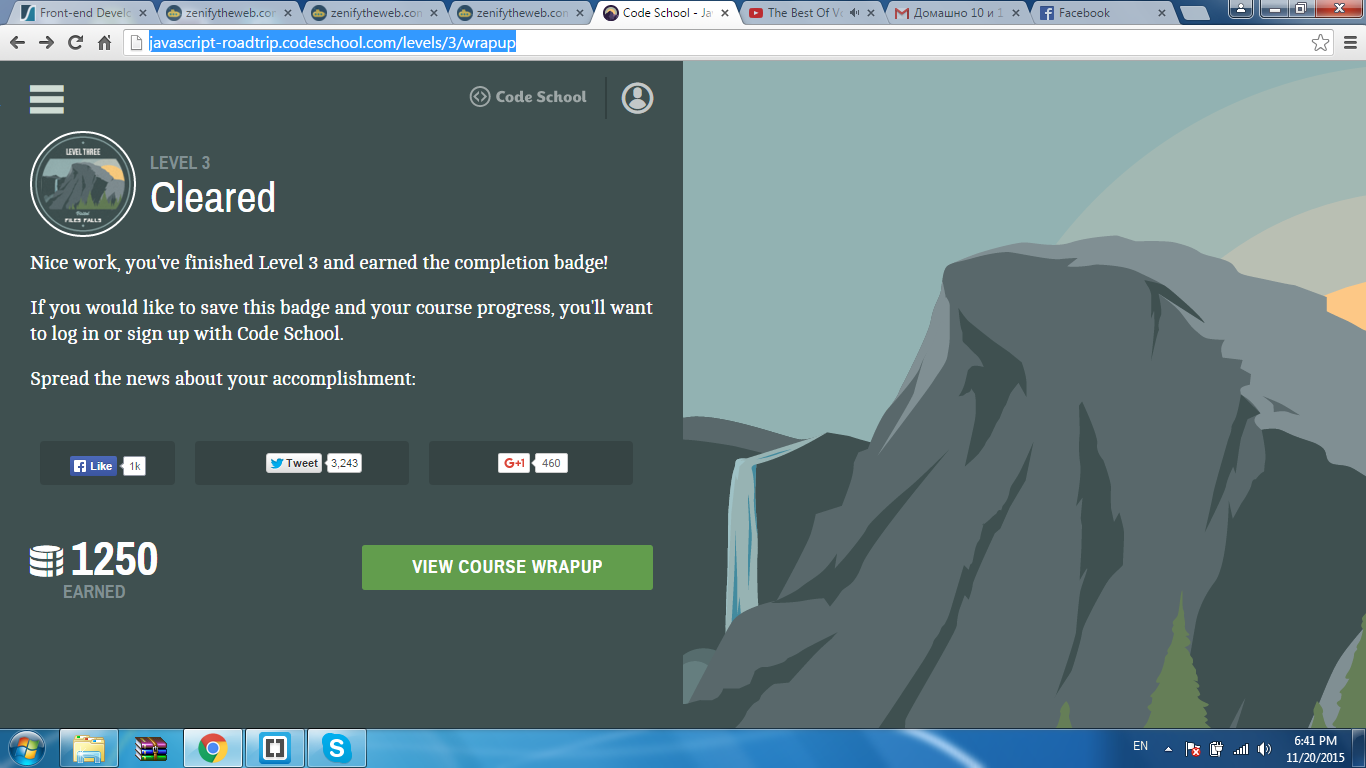 Front-end Develo
zenifytheweb.con
zenifytheweb.con
zenifytheweb.con
Code School - Ja
The Best Of Vo
Домашно 10 и 1
Facebook
javascript-roadtrip.codeschool.com/levels/3/wrapup
Code School
LEVEL THREE
FILES FALLS
LEVEL 3
Cleared
Nice work, you've finished Level 3 and earned the completion badge!
If you would like to save this badge and your course progress, you'll want
to log in or sign up with Code School.
Spread the news about your accomplishment:
Like 1k
Tweet 3,243
G+1 460
1250
EARNED
VIEW COURSE WRAPUP
EN
6:41 PM
11/20/2015